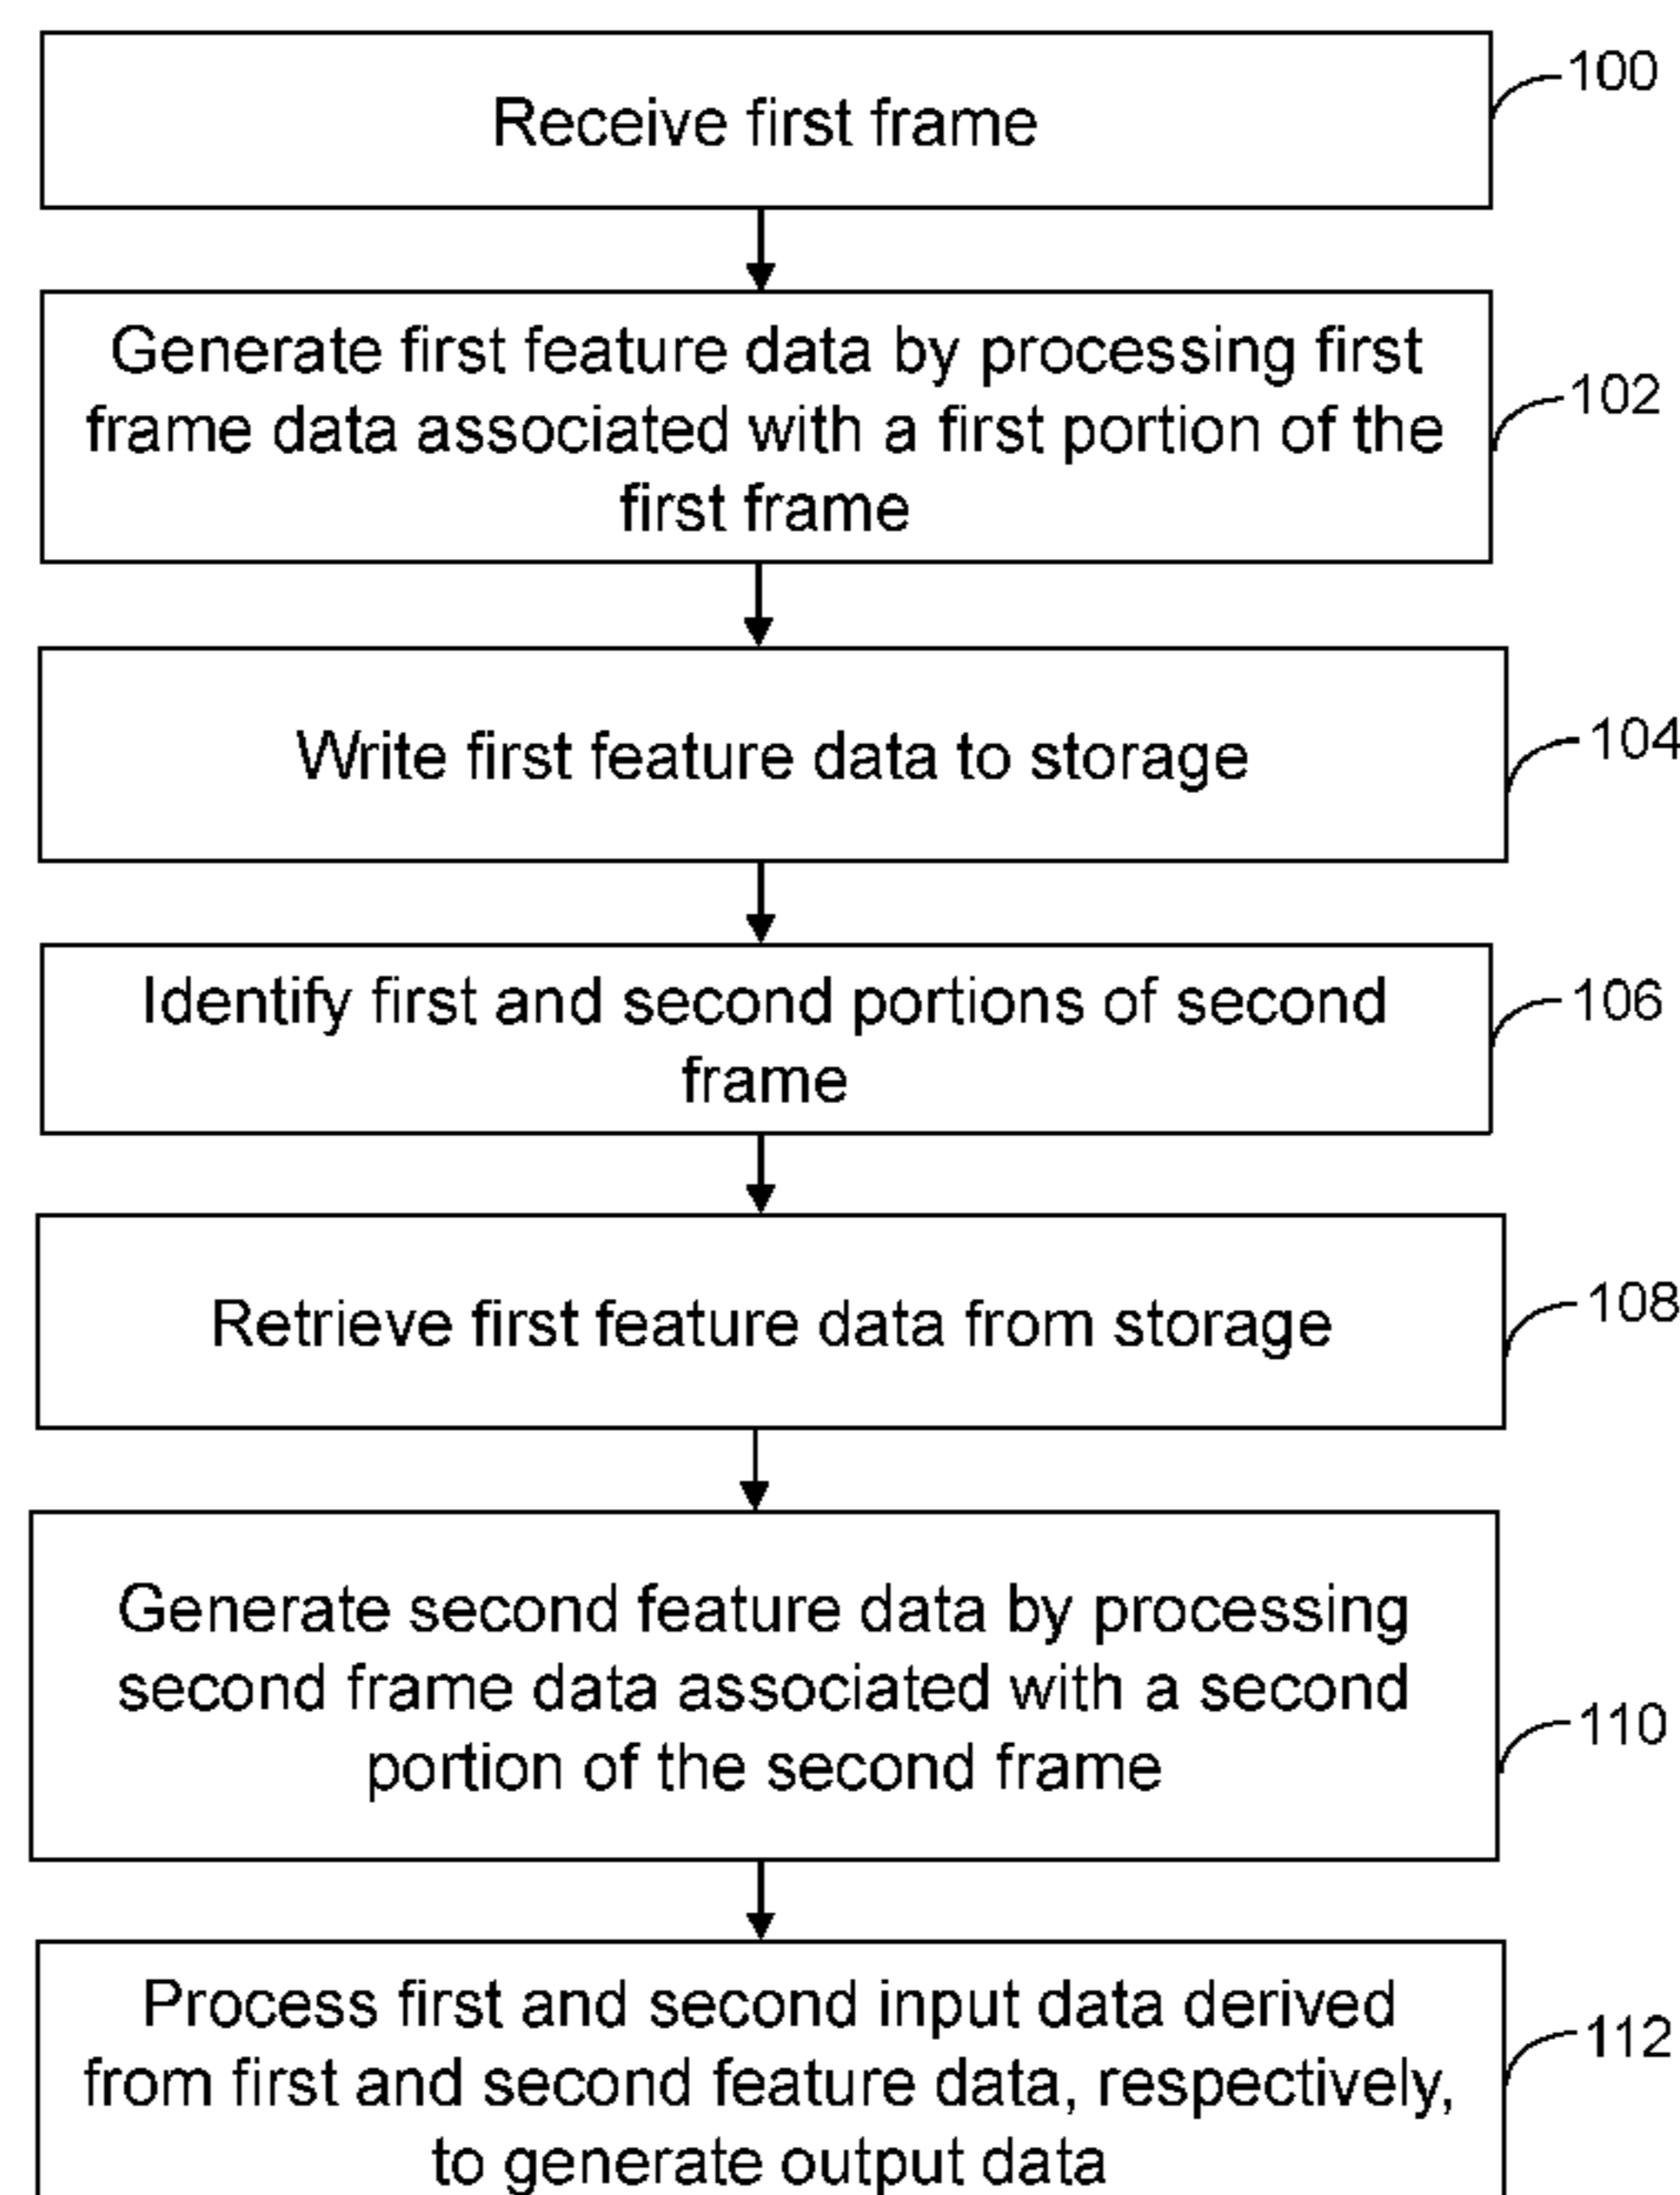 Receive first frame
100
Generate first feature data by processing first
frame data associated with a first portion of the
first frame
102
Write first feature data to storage
104
Identify first and second portions of second
frame
106
Retrieve first feature data from storage
108
Generate second feature data by processing
second frame data associated with a second
portion of the second frame
110
Process first and second input data derived
from first and second feature data, respectively,
to generate output data
112